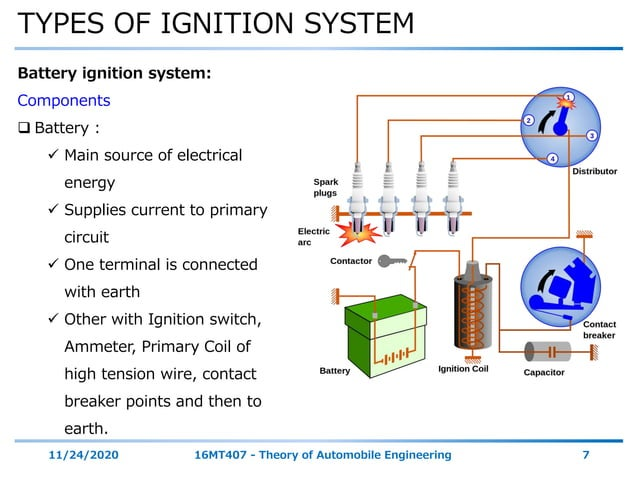 TYPES OF IGNITION SYSTEM
Battery ignition system:
Components
❑ Battery :
✓ Main source of electrical
energy
✓ Supplies current to primary
circuit
✓ One terminal is connected
with earth
✓ Other with Ignition switch,
Ammeter, Primary Coil of
high tension wire, contact
breaker points and then to
earth.
1
2
3
4
Distributor
Spark
plugs
Electric
arc
Contactor
Contact
breaker
Battery
Ignition Coil
Capacitor
11/24/2020
16MT407 - Theory of Automobile Engineering
7